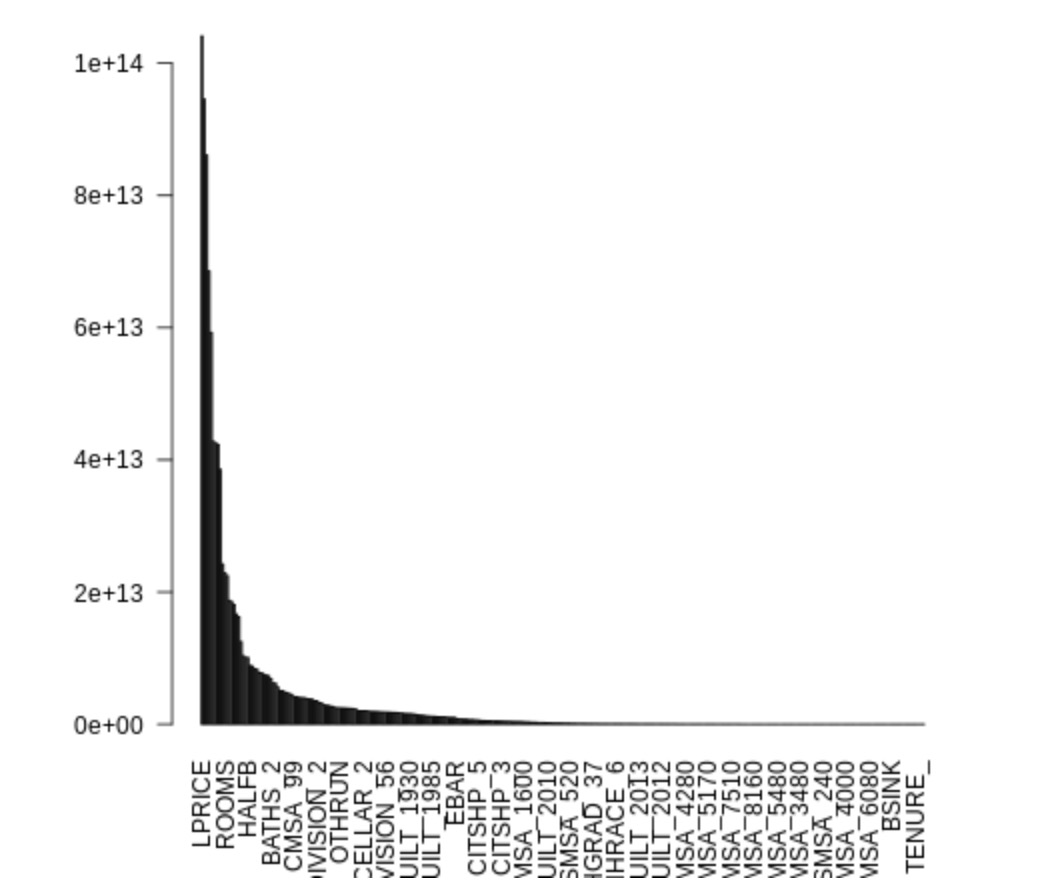 1e+14
8e+13
6e+13
4e+13
2e+13
0e+00
LPRICE
ROOMS
HALFB
BATHS_2
CMSA_99
DIVISION_2
OTHRUN
CELLAR_2
VISION_56
UILT_1930
UILT_1985
EBAR
CITSHP_5
CITSHP_3
MSA_1600
UILT_2010
SMSA_520
HGRAD_37
HHRACE_6
UILT_2013
UILT_2012
MSA_4280
MSA_5170
MSA_7510
MSA_8160
MSA_5480
MSA_3480
SMSA_240
MSA_4000
MSA_6080
BSINK
TENURE_